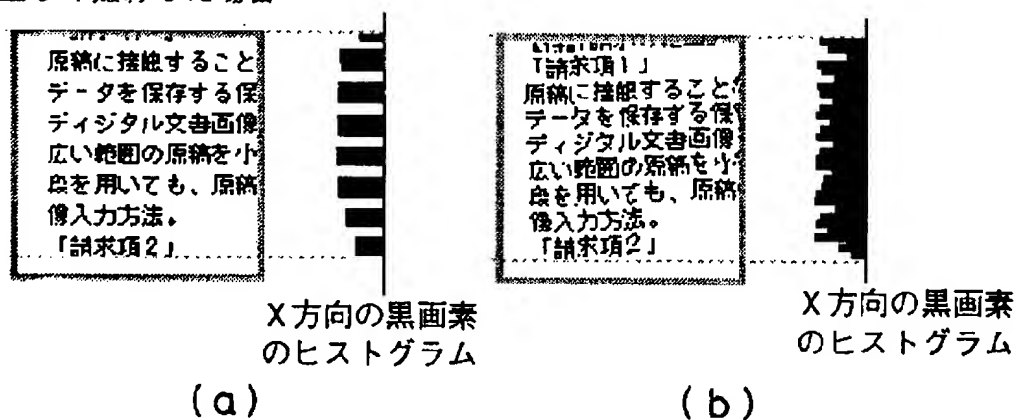 原稿に接触すること
データを保存する保
ディジタル文書画像
広い範囲の原稿を小
段を用いても、原稿
像入力方法。
「請求項2」
X方向の黒画素
のヒストグラム
(a)
「請求項1」
原稿に接触すること
データを保存する保
ディジタル文書画像
広い範囲の原稿を小
段を用いても、原稿
像入力方法。
「請求項2」
X方向の黒画素
のヒストグラム
(b)